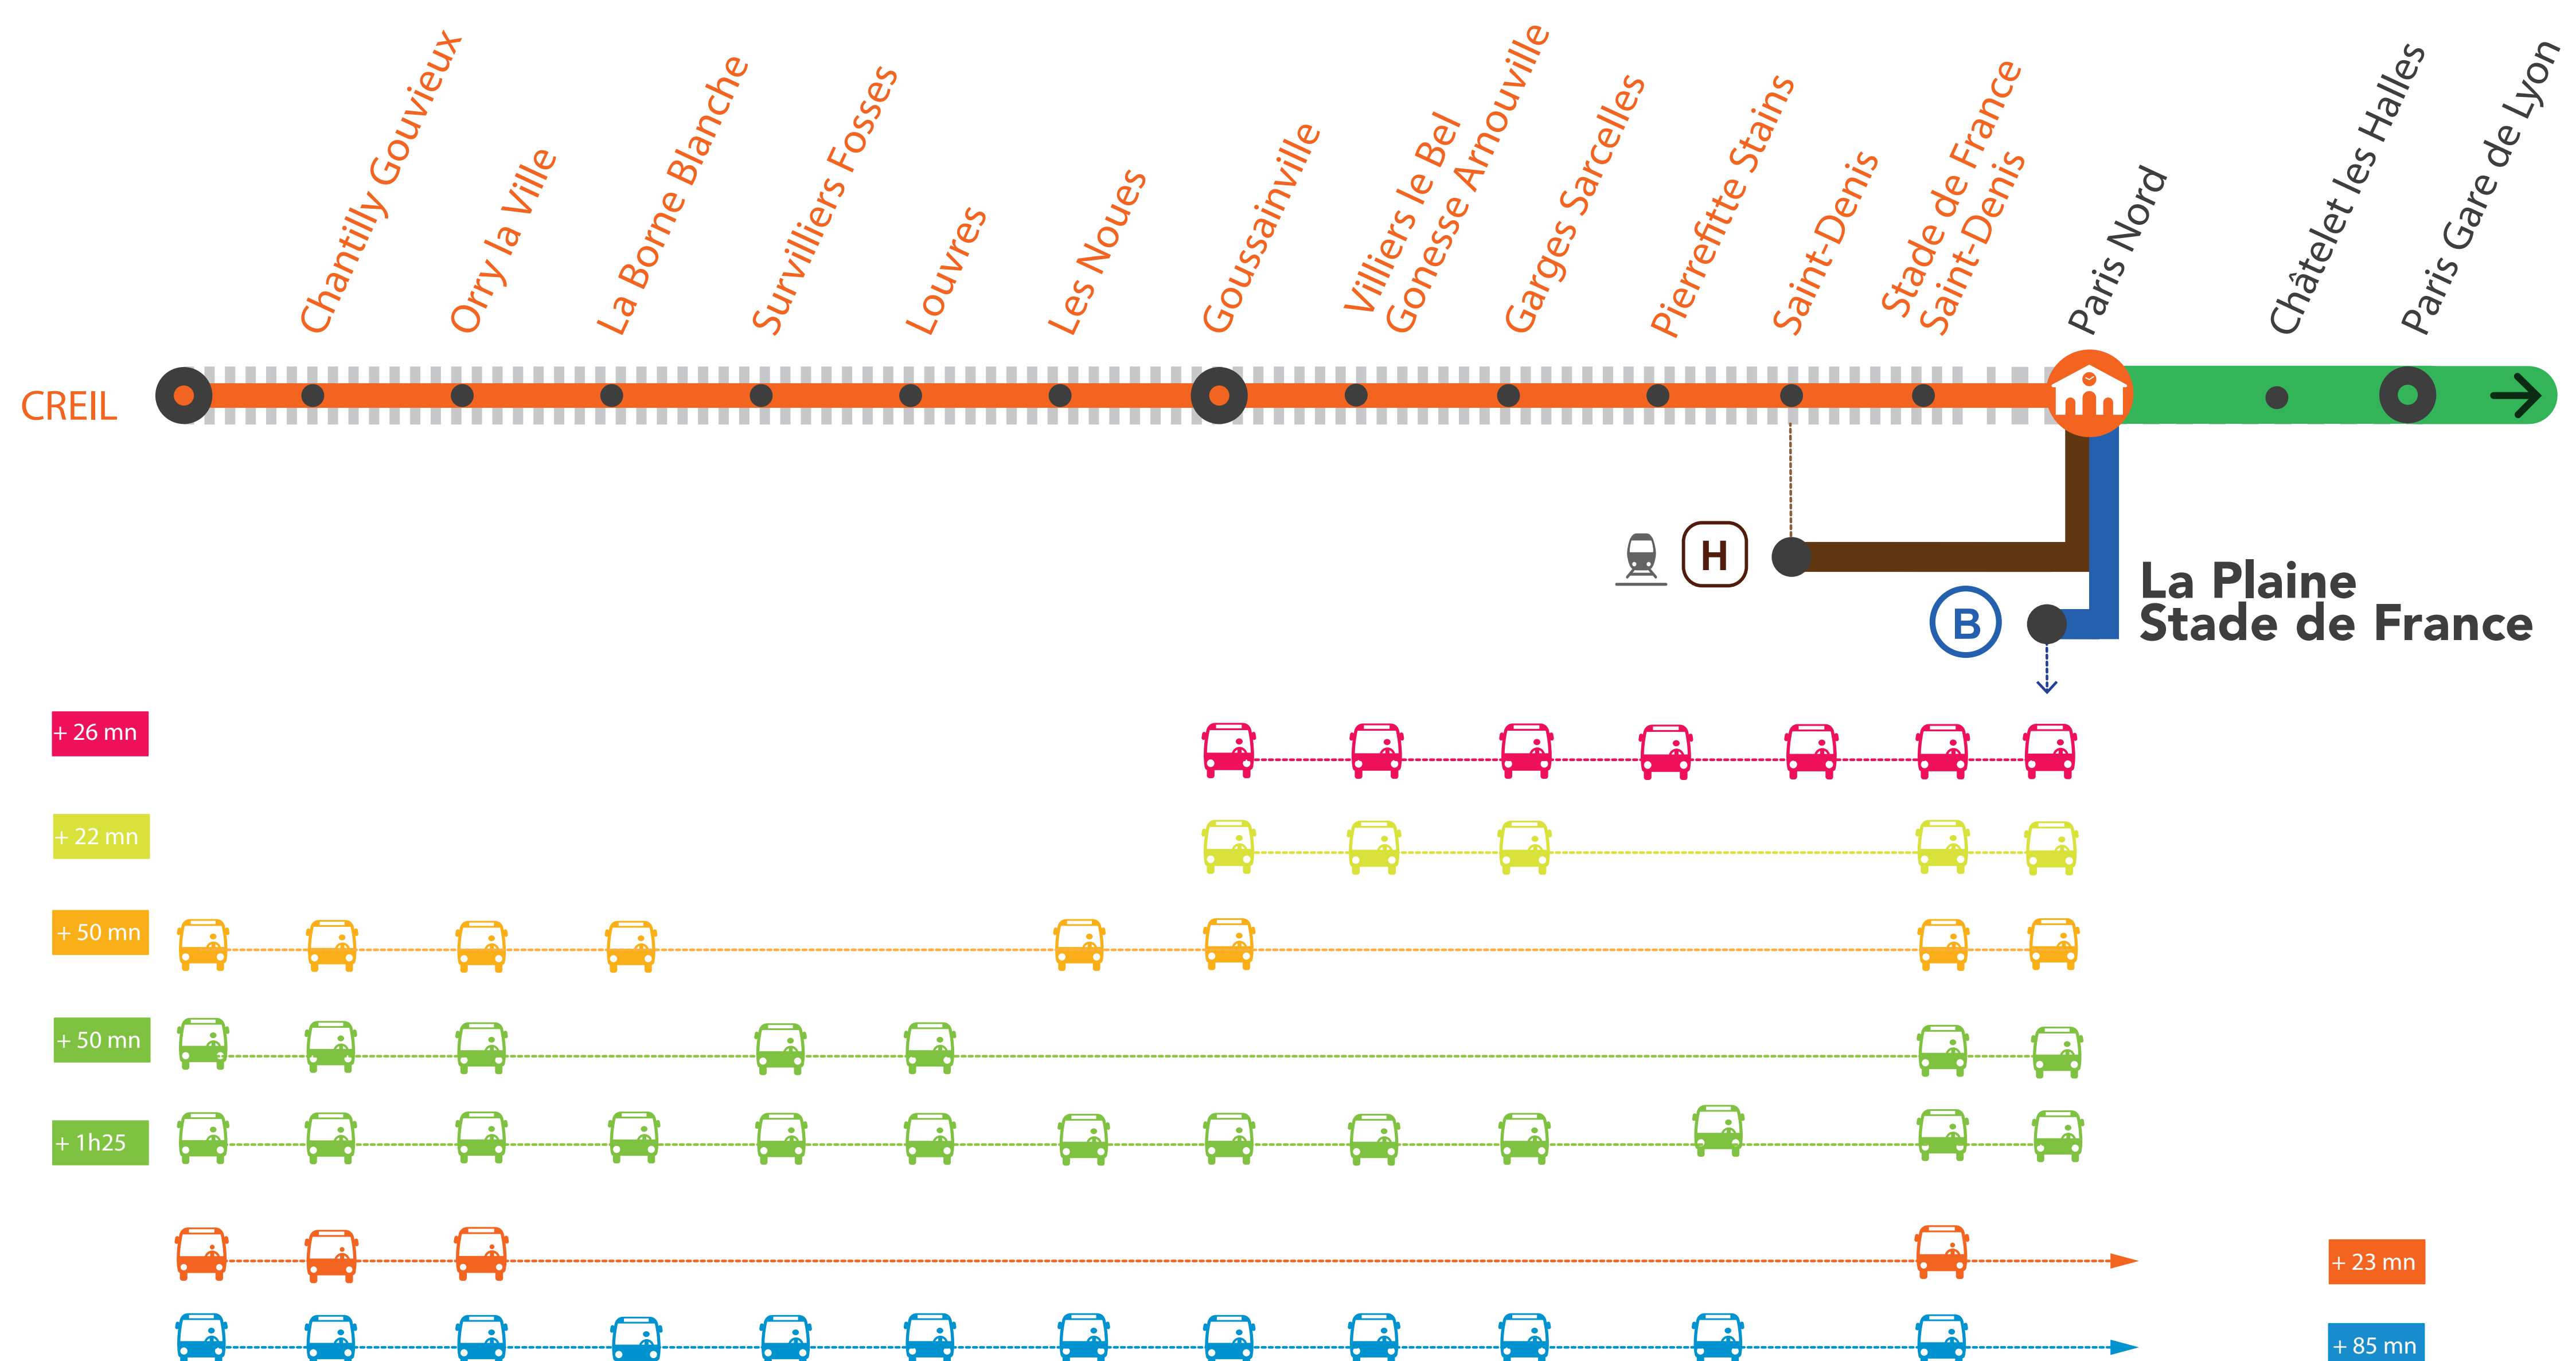 Chantilly Gouvieux
Orry la Ville
La Borne Blanche
Survilliers Fosses
Louvres
Les Noues
Goussainville
Villiers le Bel
Gonesse Arnouville
Garges Sarcelles
Pierrefitte Stains
Saint-Denis
Stade de France
Saint-Denis
Paris Nord
Châtelet les Halles
Paris Gare de Lyon
CREIL
H
B
La Plaine
Stade de France
+ 26 mn
+ 22 mn
+ 50 mn
+ 50 mn
+ 1h25
+ 23 mn
+ 85 mn